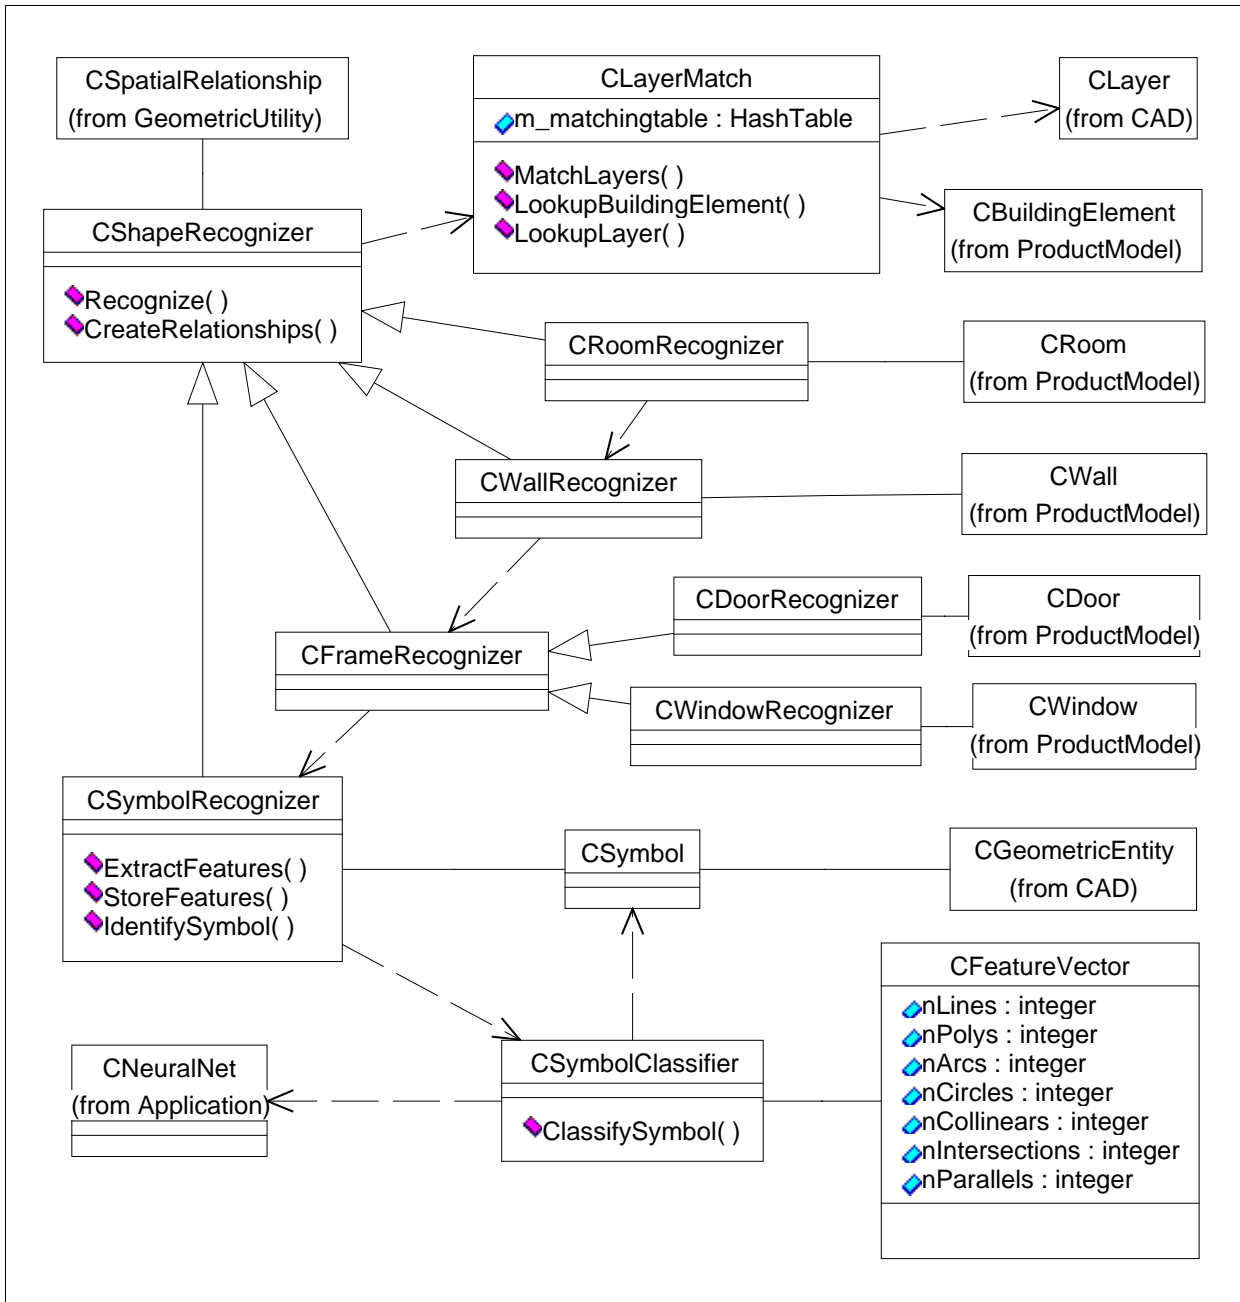 CSpatialRelationship
(from GeometricUtility)
CLayerMatch
m_matchingtable : HashTable
MatchLayers( )
LookupBuildingElement( )
LookupLayer( )
CLayer
(from CAD)
CBuildingElement
(from ProductModel)
CShapeRecognizer
Recognize( )
CreateRelationships( )
CRoomRecognizer
CRoom
(from ProductModel)
CWallRecognizer
CWall
(from ProductModel)
CDoorRecognizer
CDoor
(from ProductModel)
CFrameRecognizer
CWindowRecognizer
CWindow
(from ProductModel)
CSymbolRecognizer
ExtractFeatures( )
StoreFeatures( )
IdentifySymbol( )
CSymbol
CGeometricEntity
(from CAD)
CFeatureVector
nLines : integer
nPolys : integer
nArcs : integer
nCircles : integer
nCollinears : integer
nIntersections : integer
nParallels : integer
CNeuralNet
(from Application)
CSymbolClassifier
ClassifySymbol( )